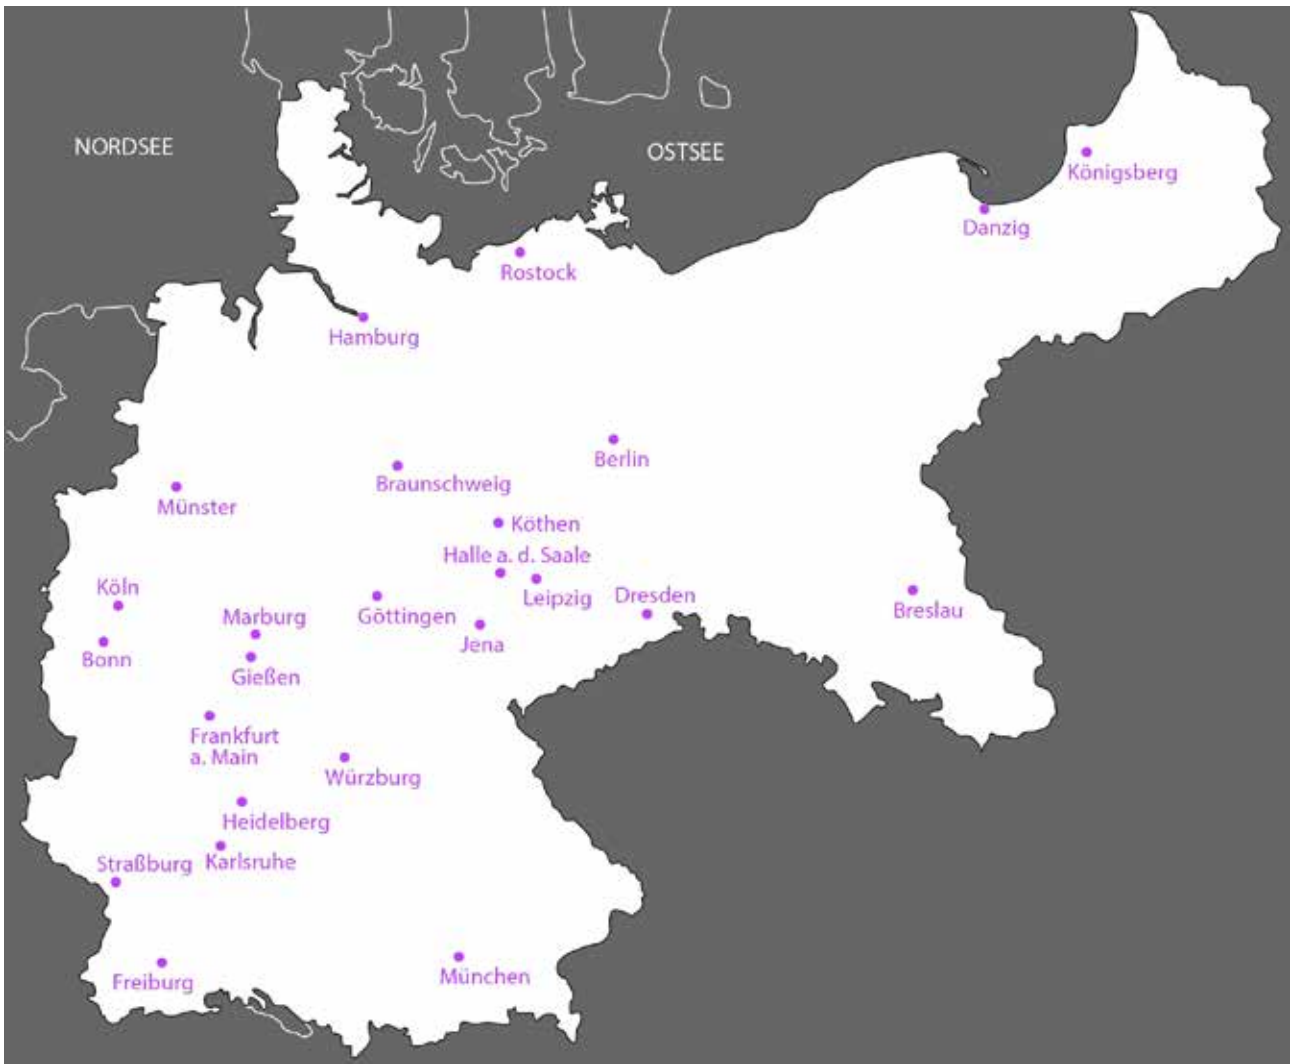 NORDSEE
OSTSEE
Königsberg
Danzig
Rostock
Hamburg
Berlin
Braunschweig
Münster
Köthen
Halle a. d. Saale
Leipzig
Köln
Göttingen
Dresden
Breslau
Marburg
Jena
Bonn
Gießen
Frankfurt
a. Main
Würzburg
Heidelberg
Straßburg
Karlsruhe
Freiburg
München